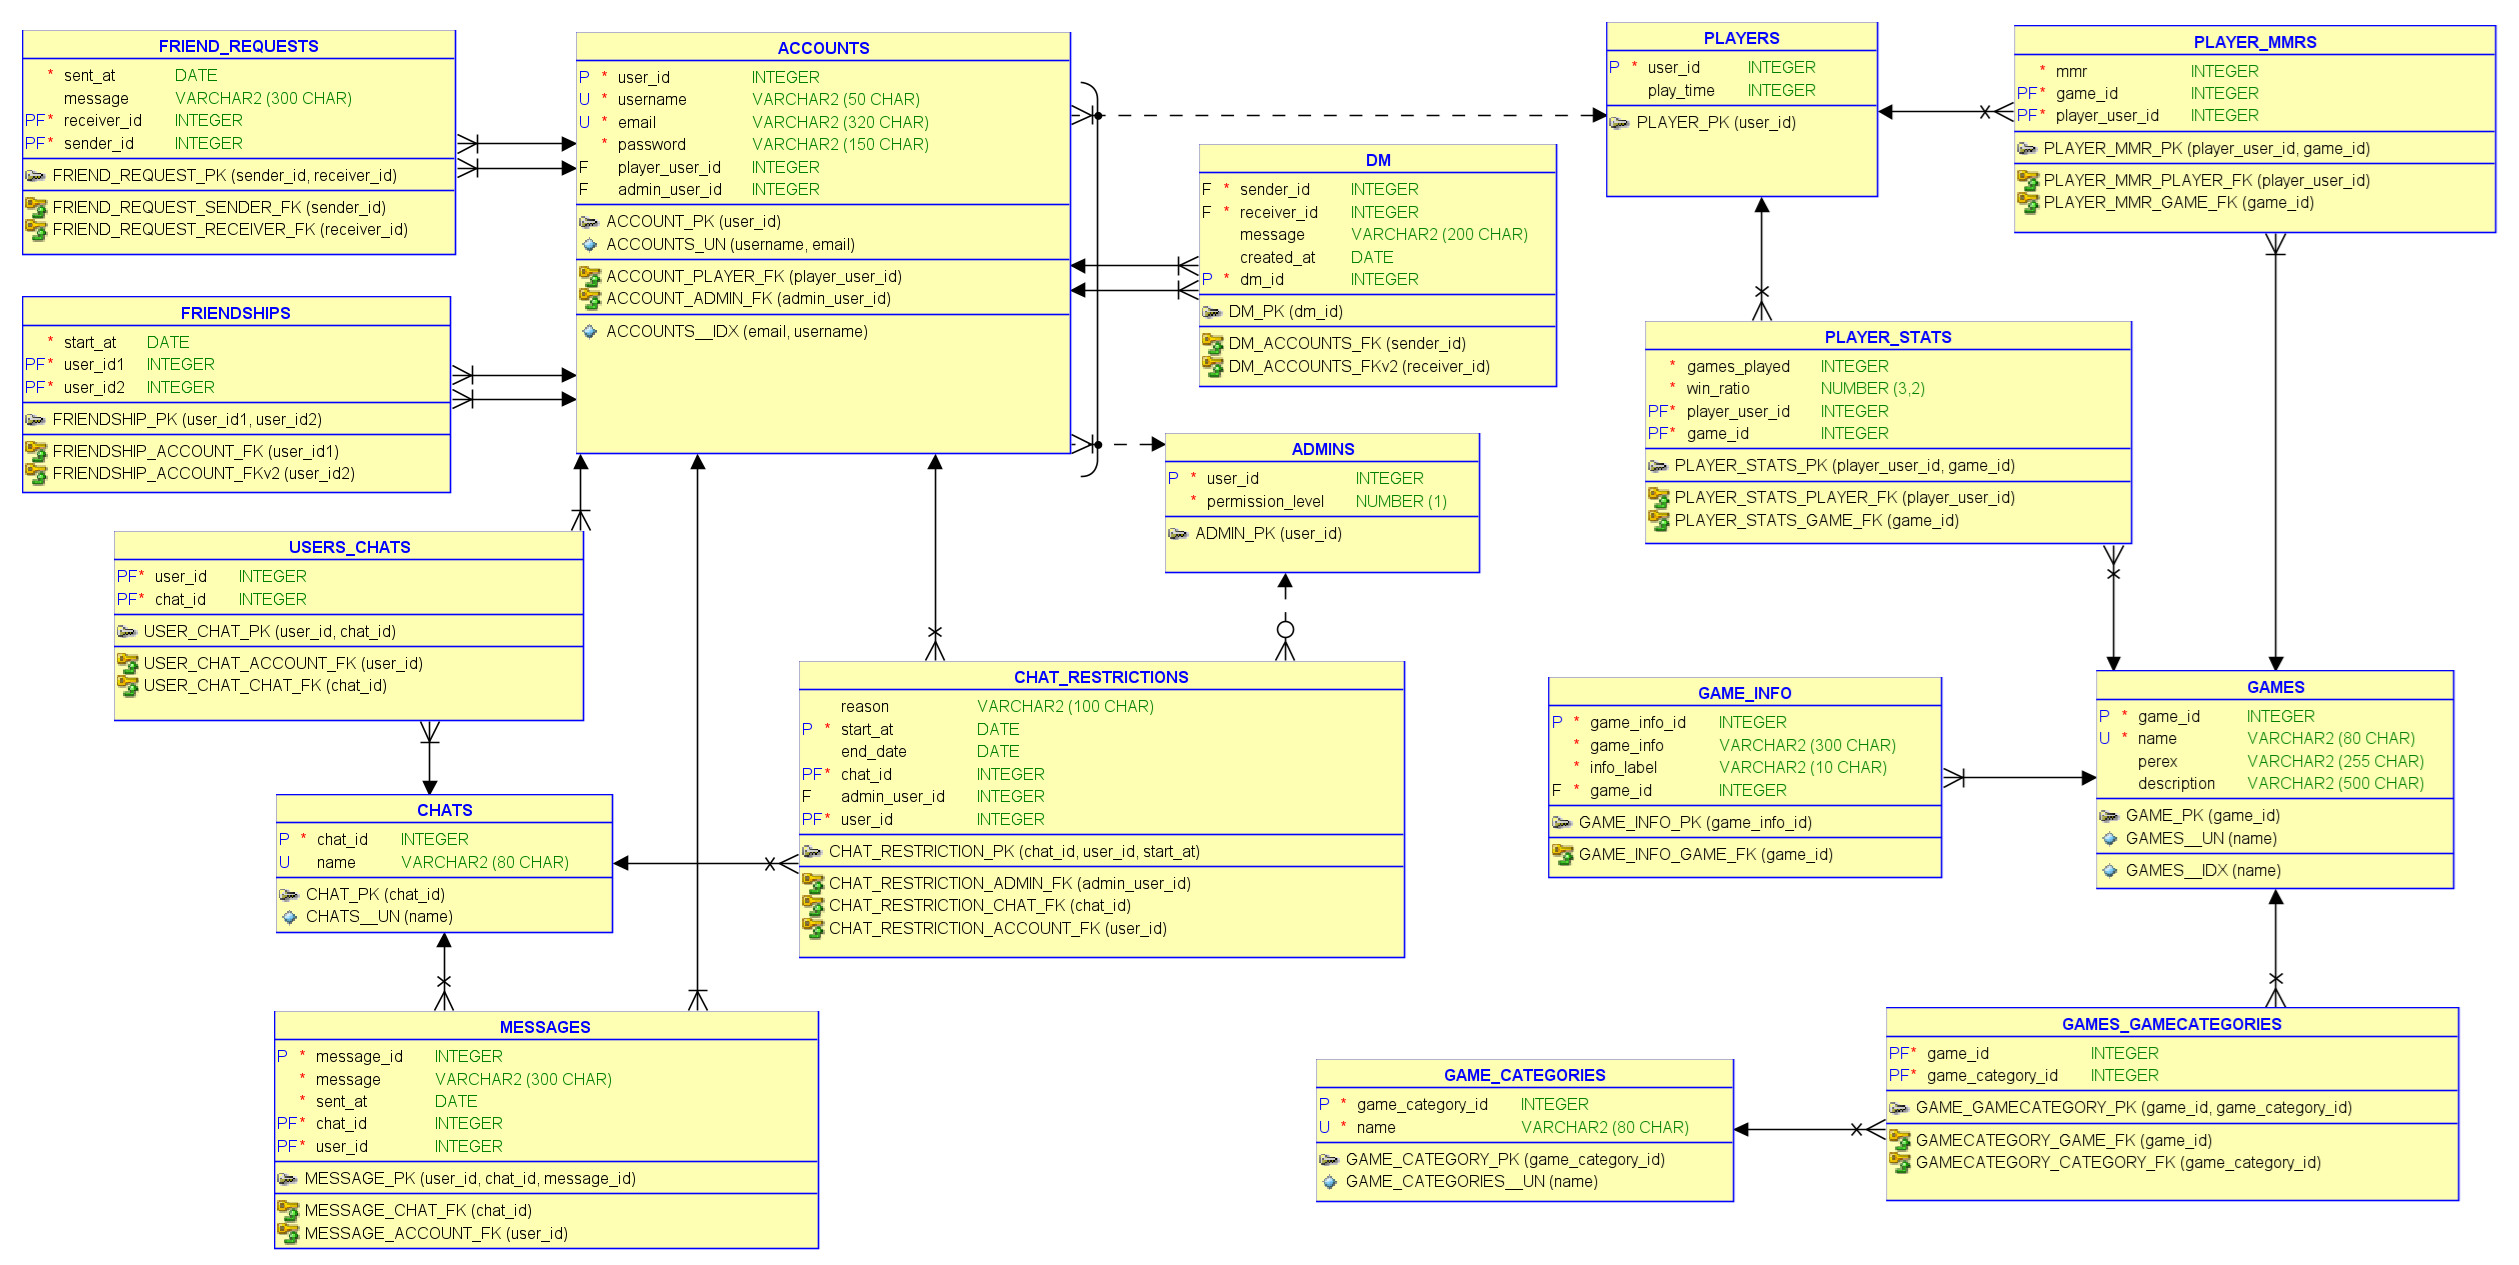 FRIEND_REQUESTS
* sent_at DATE
message VARCHAR2 (300 CHAR)
PF* receiver_id INTEGER
PF* sender_id INTEGER
FRIEND_REQUEST_PK (sender_id, receiver_id)
FRIEND_REQUEST_SENDER_FK (sender_id)
FRIEND_REQUEST_RECEIVER_FK (receiver_id)
ACCOUNTS
P * user_id INTEGER
U * username VARCHAR2 (50 CHAR)
U * email VARCHAR2 (320 CHAR)
* password VARCHAR2 (150 CHAR)
F player_user_id INTEGER
F admin_user_id INTEGER
ACCOUNT_PK (user_id)
ACCOUNTS_UN (username, email)
ACCOUNT_PLAYER_FK (player_user_id)
ACCOUNT_ADMIN_FK (admin_user_id)
ACCOUNTS__IDX (email, username)
PLAYERS
P * user_id INTEGER
play_time INTEGER
PLAYER_PK (user_id)
PLAYER_MMRS
* mmr INTEGER
PF* game_id INTEGER
PF* player_user_id INTEGER
PLAYER_MMR_PK (player_user_id, game_id)
PLAYER_MMR_PLAYER_FK (player_user_id)
PLAYER_MMR_GAME_FK (game_id)
DM
F * sender_id INTEGER
F * receiver_id INTEGER
message VARCHAR2 (200 CHAR)
created_at DATE
P * dm_id INTEGER
DM_PK (dm_id)
DM_ACCOUNTS_FK (sender_id)
DM_ACCOUNTS_FKv2 (receiver_id)
FRIENDSHIPS
* start_at DATE
PF* user_id1 INTEGER
PF* user_id2 INTEGER
FRIENDSHIP_PK (user_id1, user_id2)
FRIENDSHIP_ACCOUNT_FK (user_id1)
FRIENDSHIP_ACCOUNT_FKv2 (user_id2)
PLAYER_STATS
* games_played INTEGER
* win_ratio NUMBER (3,2)
PF* player_user_id INTEGER
PF* game_id INTEGER
PLAYER_STATS_PK (player_user_id, game_id)
PLAYER_STATS_PLAYER_FK (player_user_id)
PLAYER_STATS_GAME_FK (game_id)
ADMINS
P * user_id INTEGER
* permission_level NUMBER (1)
ADMIN_PK (user_id)
USERS_CHATS
PF* user_id INTEGER
PF* chat_id INTEGER
USER_CHAT_PK (user_id, chat_id)
USER_CHAT_ACCOUNT_FK (user_id)
USER_CHAT_CHAT_FK (chat_id)
CHAT_RESTRICTIONS
reason VARCHAR2 (100 CHAR)
P * start_at DATE
end_date DATE
PF* chat_id INTEGER
F admin_user_id INTEGER
PF* user_id INTEGER
CHAT_RESTRICTION_PK (chat_id, user_id, start_at)
CHAT_RESTRICTION_ADMIN_FK (admin_user_id)
CHAT_RESTRICTION_CHAT_FK (chat_id)
CHAT_RESTRICTION_ACCOUNT_FK (user_id)
GAME_INFO
P * game_info_id INTEGER
* game_info VARCHAR2 (300 CHAR)
* info_label VARCHAR2 (10 CHAR)
F * game_id INTEGER
GAME_INFO_PK (game_info_id)
GAME_INFO_GAME_FK (game_id)
GAMES
P * game_id INTEGER
U * name VARCHAR2 (80 CHAR)
perex VARCHAR2 (255 CHAR)
description VARCHAR2 (500 CHAR)
GAME_PK (game_id)
GAMES__UN (name)
GAMES__IDX (name)
CHATS
P * chat_id INTEGER
U name VARCHAR2 (80 CHAR)
CHAT_PK (chat_id)
CHATS__UN (name)
MESSAGES
P * message_id INTEGER
* message VARCHAR2 (300 CHAR)
* sent_at DATE
PF* chat_id INTEGER
PF* user_id INTEGER
MESSAGE_PK (user_id, chat_id, message_id)
MESSAGE_CHAT_FK (chat_id)
MESSAGE_ACCOUNT_FK (user_id)
GAME_CATEGORIES
P * game_category_id INTEGER
U * name VARCHAR2 (80 CHAR)
GAME_CATEGORY_PK (game_category_id)
GAME_CATEGORIES__UN (name)
GAMES_GAMECATEGORIES
PF* game_id INTEGER
PF* game_category_id INTEGER
GAME_GAMECATEGORY_PK (game_id, game_category_id)
GAMECATEGORY_GAME_FK (game_id)
GAMECATEGORY_CATEGORY_FK (game_category_id)